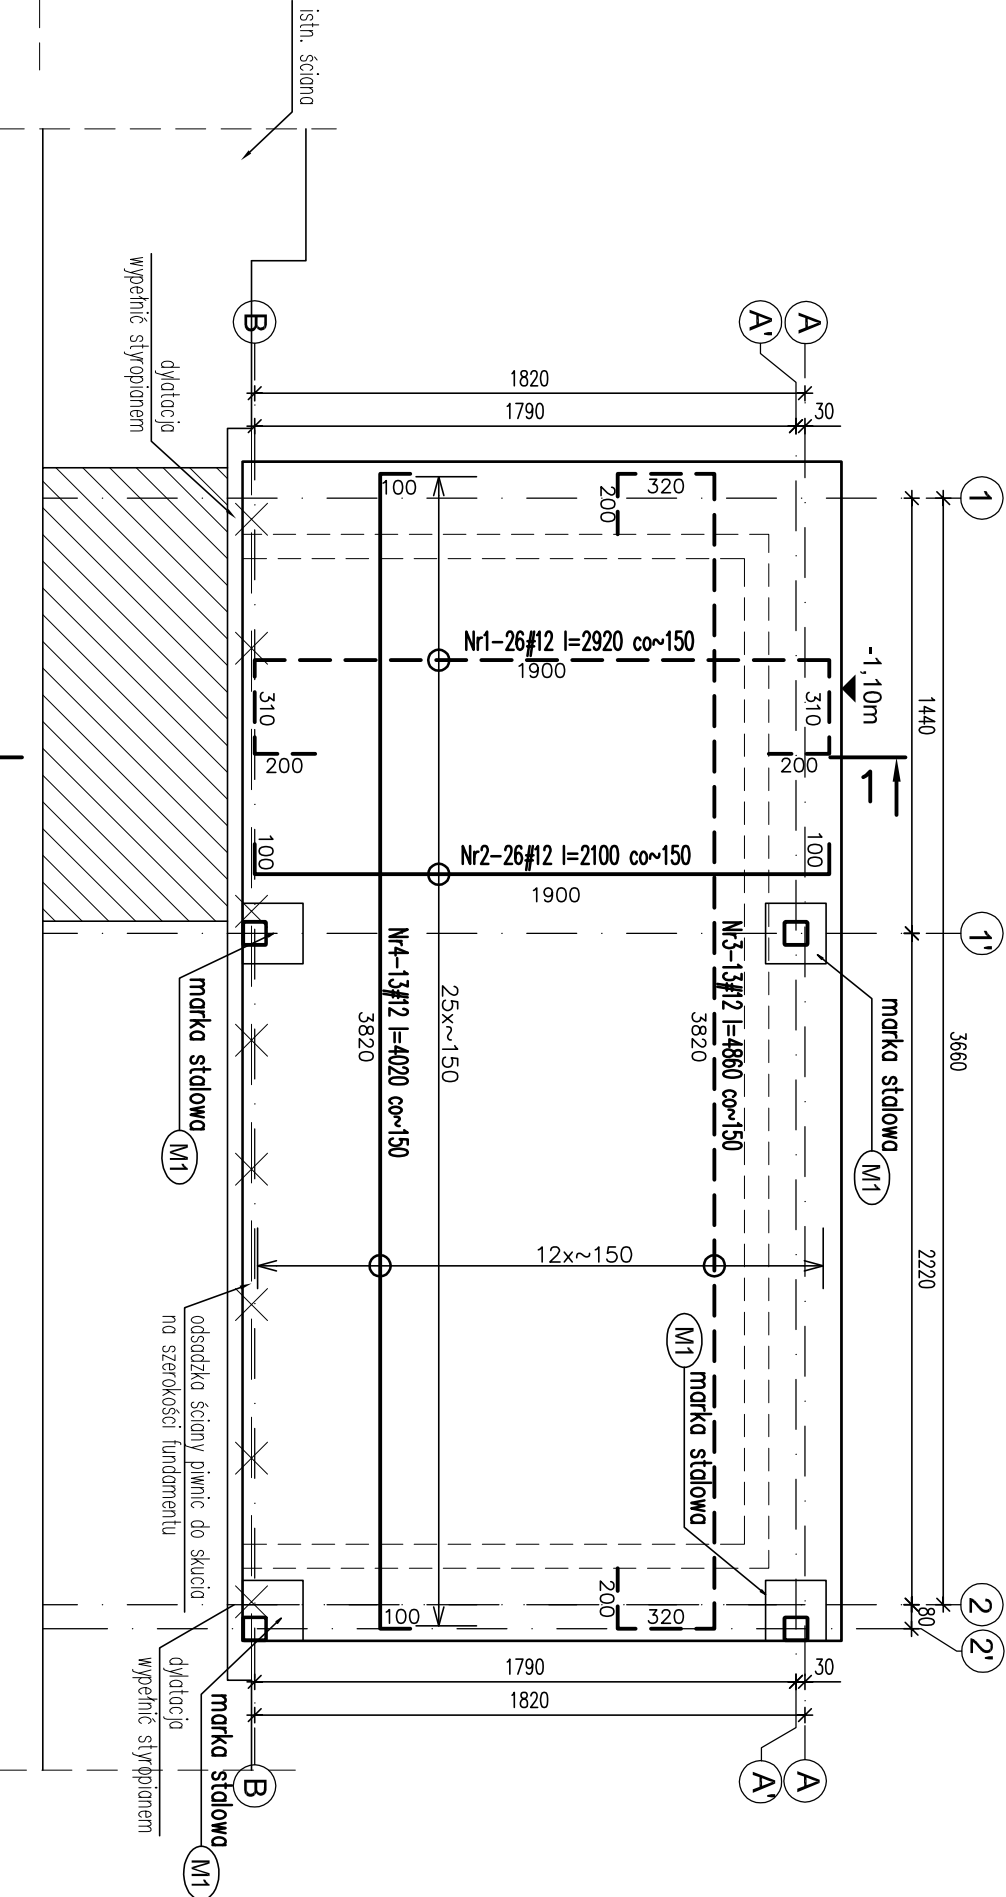 istn. ściana
dylatacja
wypełnić styropianem
B
A'
A
1820
1790
30
1
1'
2
2'
1440
3660
2220
80
-1,10m
1
100
320
200
Nr1-26#12 l=2920 co~150
1900
310
310
200
200
100
Nr2-26#12 l=2100 co~150
100
1900
Nr4-13#12 l=4020 co~150
3820
25x~150
Nr3-13#12 l=4860 co~150
3820
marka stalowa
M1
marka stalowa
M1
12x~150
M1
marka stalowa
odsadzka ściany piwnic do skucia
na szerokości fundamentu
100
200
320
dylatacja
wypełnić styropianem
marka stalowa
M1
1790
30
1820
B
A'
A